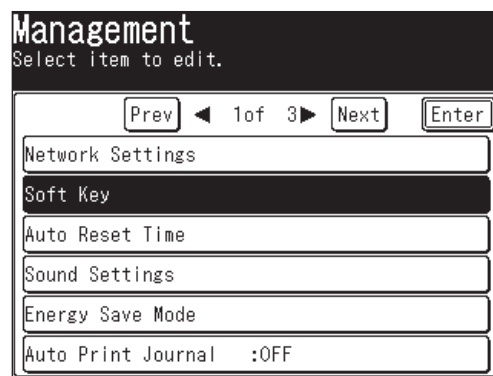 Management
Select item to edit.
Prev ◀ 1of 3▶ Next Enter
Network Settings
Soft Key
Auto Reset Time
Sound Settings
Energy Save Mode
Auto Print Journal :OFF